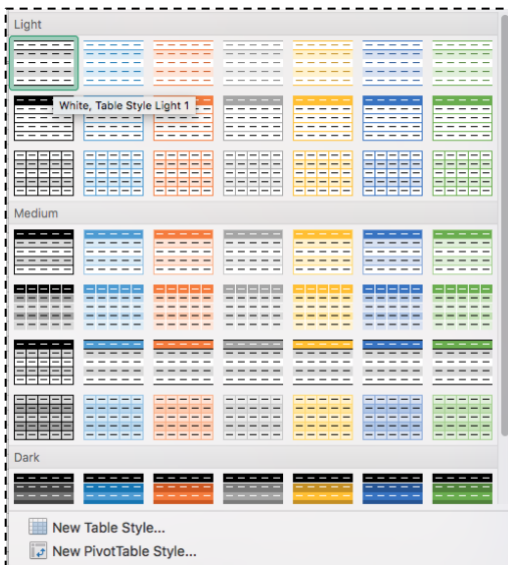 Light
White, Table Style Light 1
Medium
Dark
New Table Style...
New PivotTable Style...